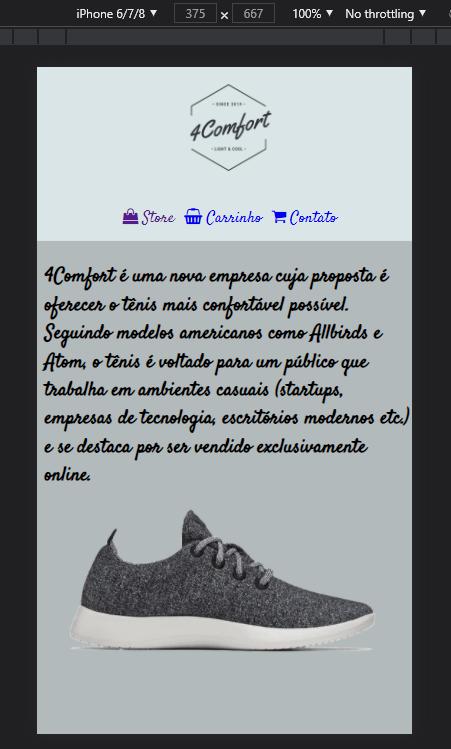 iPhone 6/7/8 ▼ 375 × 667 100% ▼ No throttling ▼
SINCE 2019
4Comfort
LIGHT & COOL
Store Carrinho Contato
4Comfort é uma nova empresa cuja proposta é
oferecer o tênis mais confortável possível.
Seguindo modelos americanos como Allbirds e
Atom, o tênis é voltado para um público que
trabalha em ambientes casuais (startups,
empresas de tecnologia, escritórios modernos etc.)
e se destaca por ser vendido exclusivamente
online.